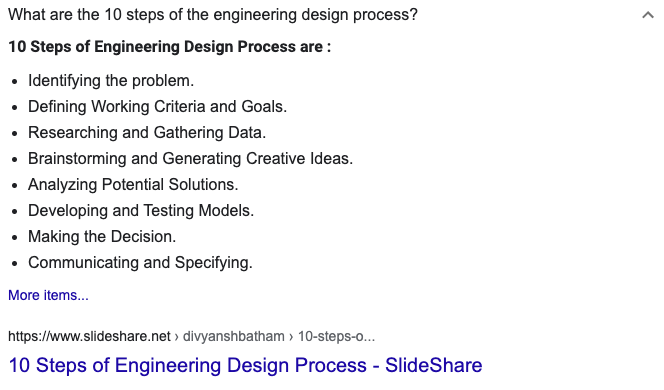 What are the 10 steps of the engineering design process?
10 Steps of Engineering Design Process are :
• Identifying the problem.
• Defining Working Criteria and Goals.
• Researching and Gathering Data.
• Brainstorming and Generating Creative Ideas.
• Analyzing Potential Solutions.
• Developing and Testing Models.
• Making the Decision.
• Communicating and Specifying.
More items...
https://www.slideshare.net › divyanshbatham › 10-steps-o...
10 Steps of Engineering Design Process - SlideShare